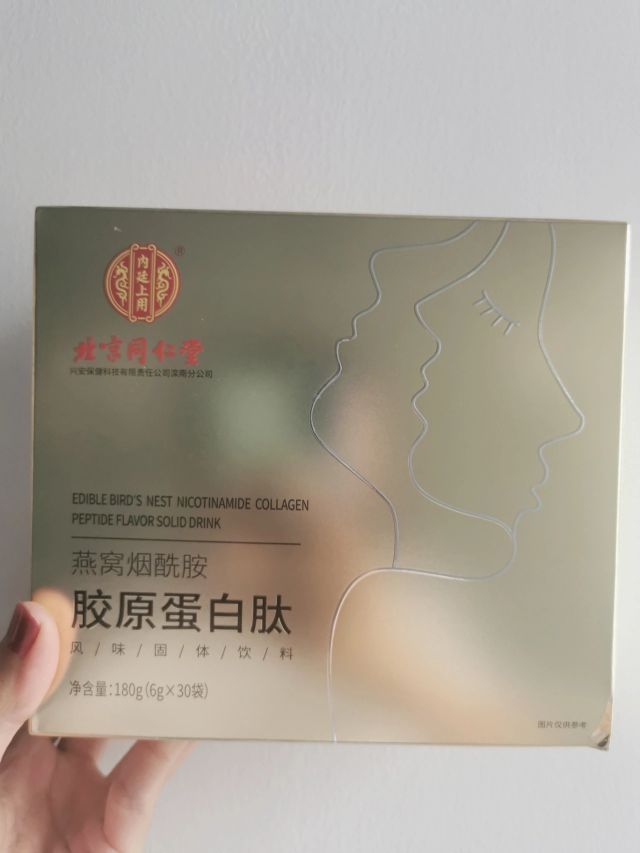 内廷上用
®
北京同仁堂
兴安保健科技有限责任公司滦南分公司
EDIBLE BIRD'S NEST NICOTINAMIDE COLLAGEN
PEPTIDE FLAVOR SOLID DRINK
燕窝烟酰胺
胶原蛋白肽
风/味/固/体/饮/料
净含量:180g(6g×30袋)
图片仅供参考